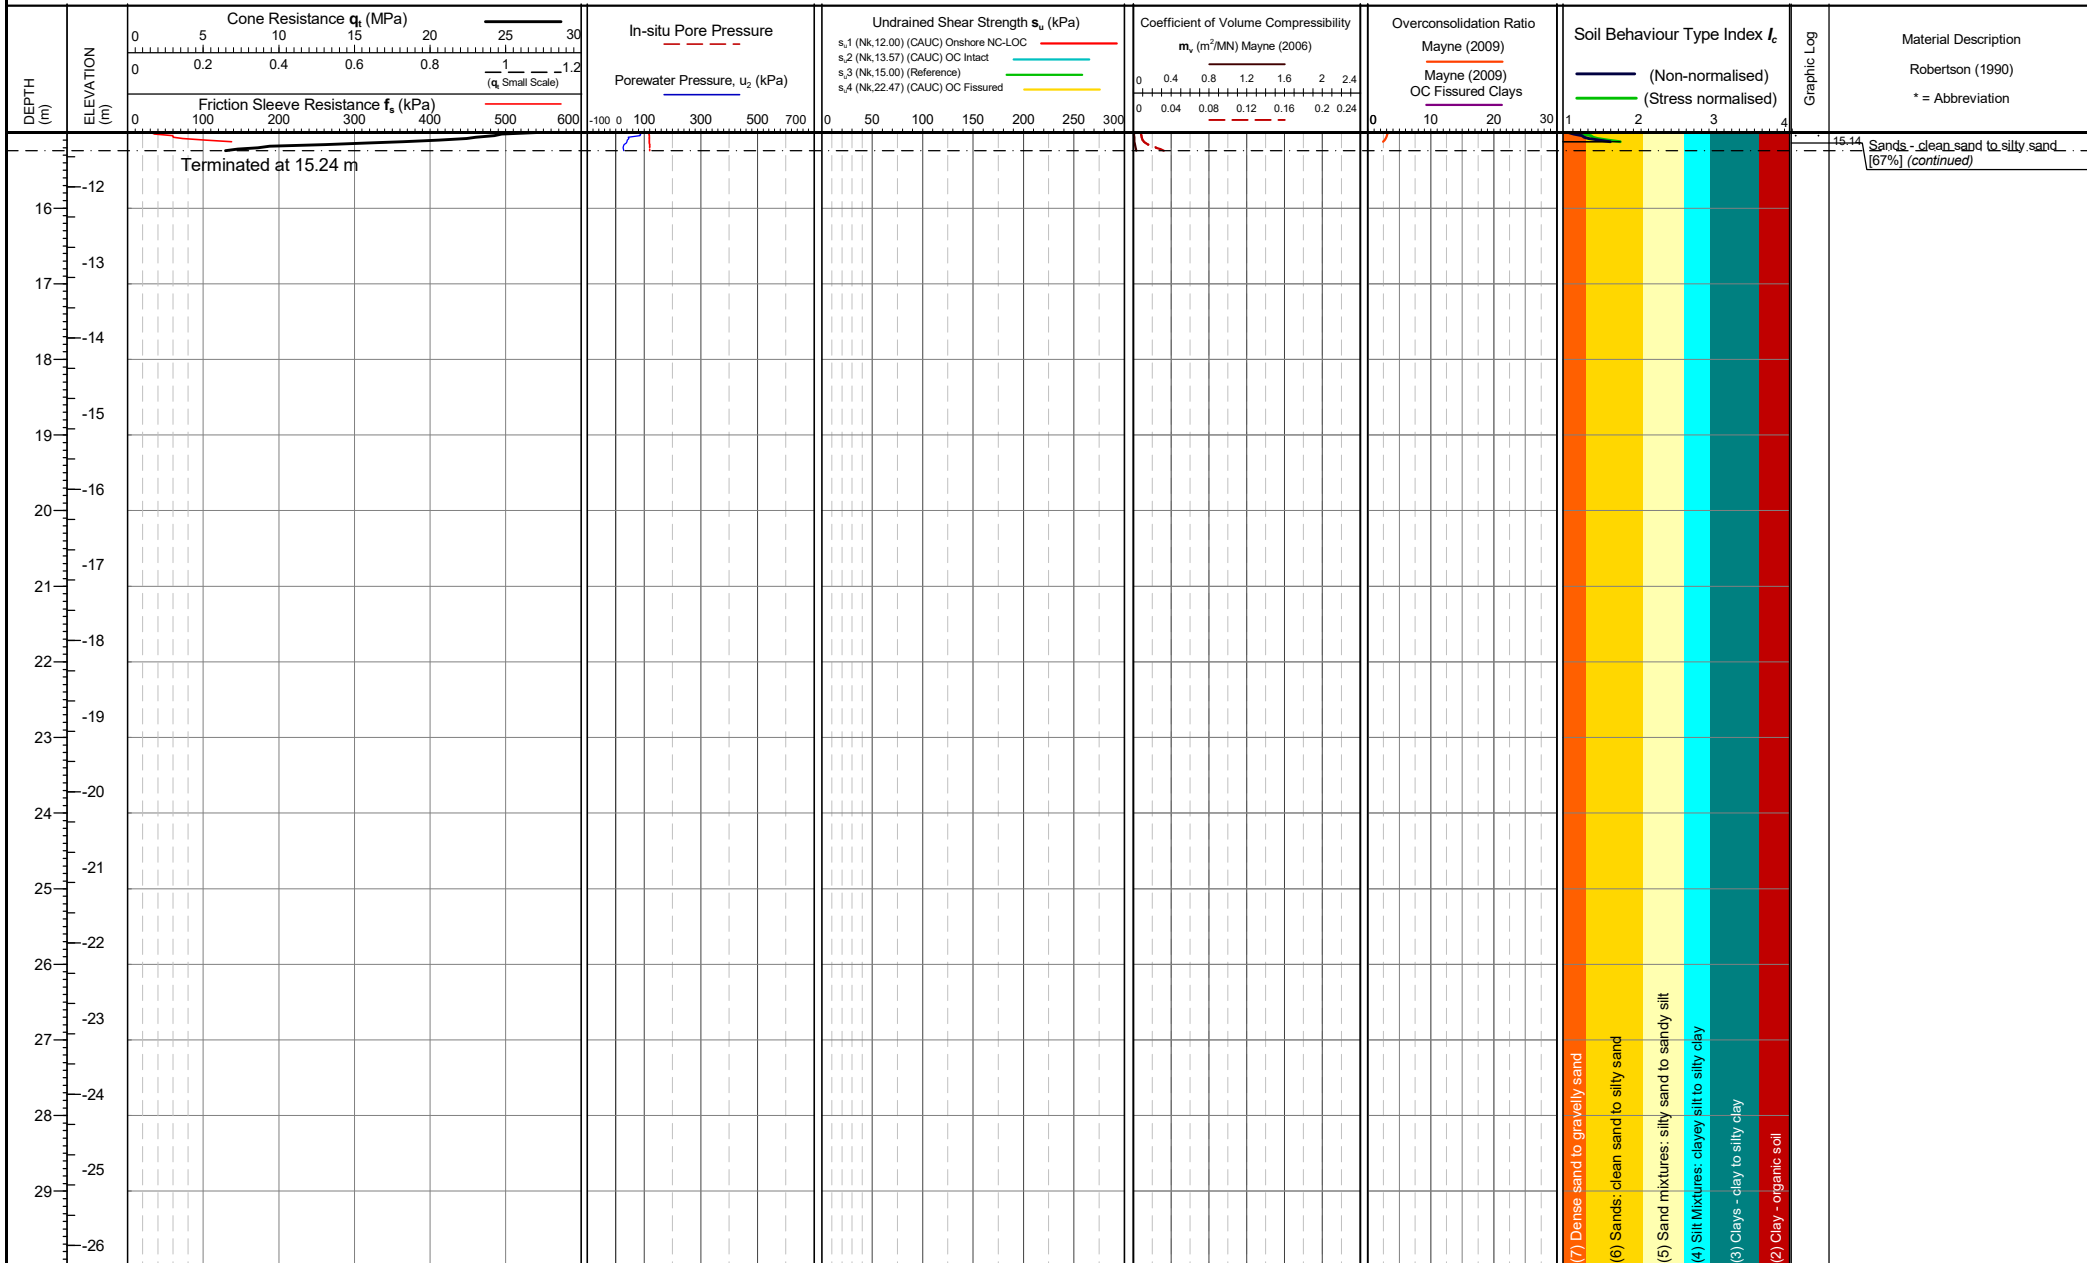 DEPTH
(m)
ELEVATION
(m)
Cone Resistance qt (MPa)
0 5 10 15 20 25 30
0 0.2 0.4 0.6 0.8 1 1.2
(qt Small Scale)
Friction Sleeve Resistance fs (kPa)
0 100 200 300 400 500 600
In-situ Pore Pressure
Porewater Pressure, u2 (kPa)
-100 0 100 300 500 700
Undrained Shear Strength su (kPa)
su1 (Nk,12.00) (CAUC) Onshore NC-LOC
su2 (Nk,13.57) (CAUC) OC Intact
su3 (Nk,15.00) (Reference)
su4 (Nk,22.47) (CAUC) OC Fissured
0 50 100 150 200 250 300
Coefficient of Volume Compressibility
mv (m²/MN) Mayne (2006)
0 0.4 0.8 1.2 1.6 2 2.4
0 0.04 0.08 0.12 0.16 0.2 0.24
Overconsolidation Ratio
Mayne (2009)
Mayne (2009)
OC Fissured Clays
0 10 20 30
Soil Behaviour Type Index Ic
(Non-normalised)
(Stress normalised)
1 2 3 4
Graphic Log
Material Description
Robertson (1990)
* = Abbreviation
Terminated at 15.24 m
15.14
Sands - clean sand to silty sand
[67%] (continued)
-12
16
-13
17
-14
18
-15
19
-16
20
-17
21
-18
22
-19
23
-20
24
-21
25
-22
26
-23
27
-24
28
-25
29
-26
(7) Dense sand to gravelly sand
(6) Sands: clean sand to silty sand
(5) Sand mixtures: silty sand to sandy silt
(4) Silt Mixtures: clayey silt to silty clay
(3) Clays - clay to silty clay
(2) Clay - organic soil